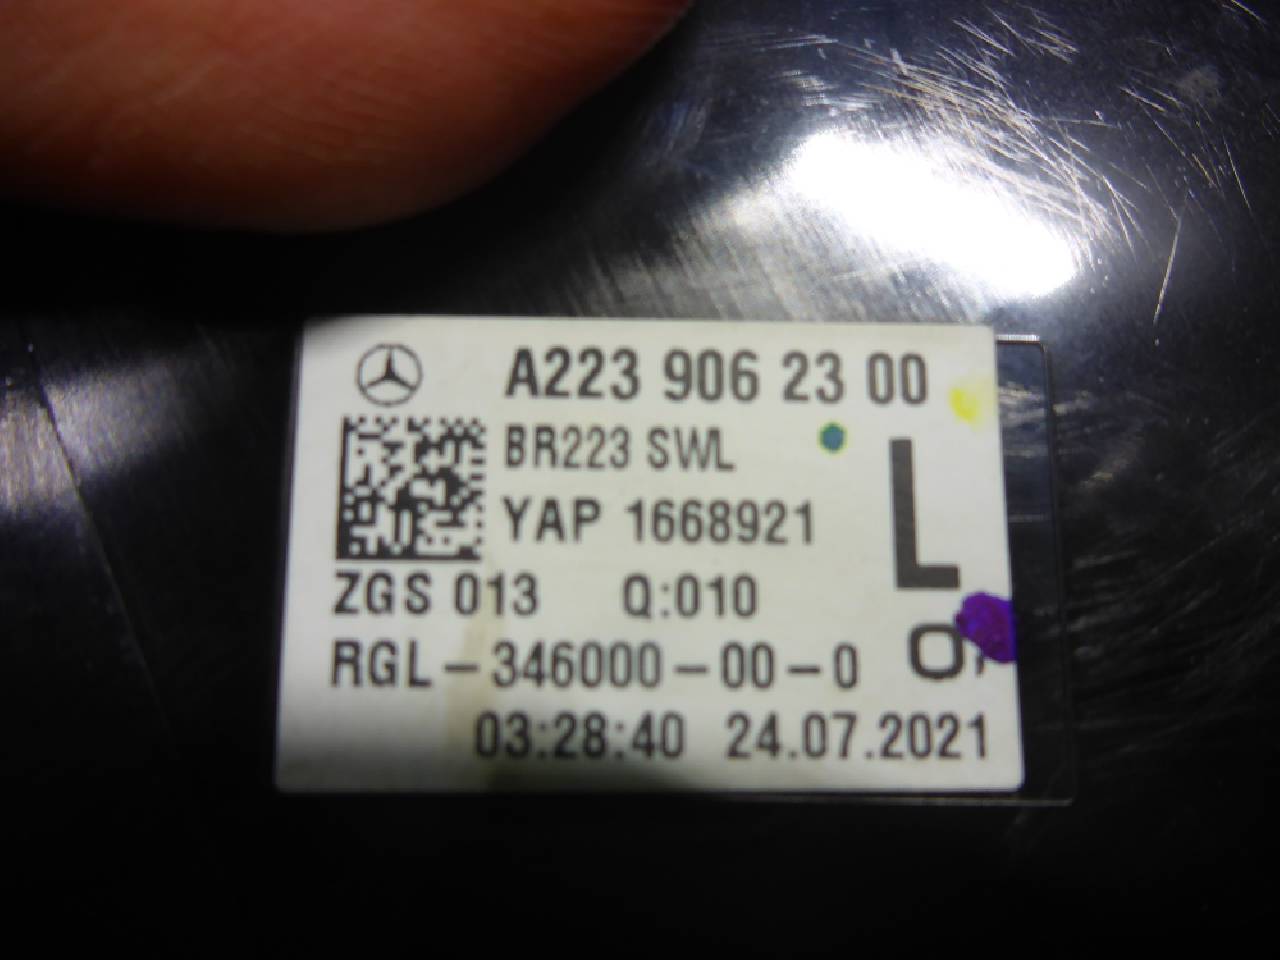 A223 906 23 00
BR223 SWL
L
YAP 1668921
ZGS 013 Q:010
RGL-346000-00-0
03:28:40 24.07.2021